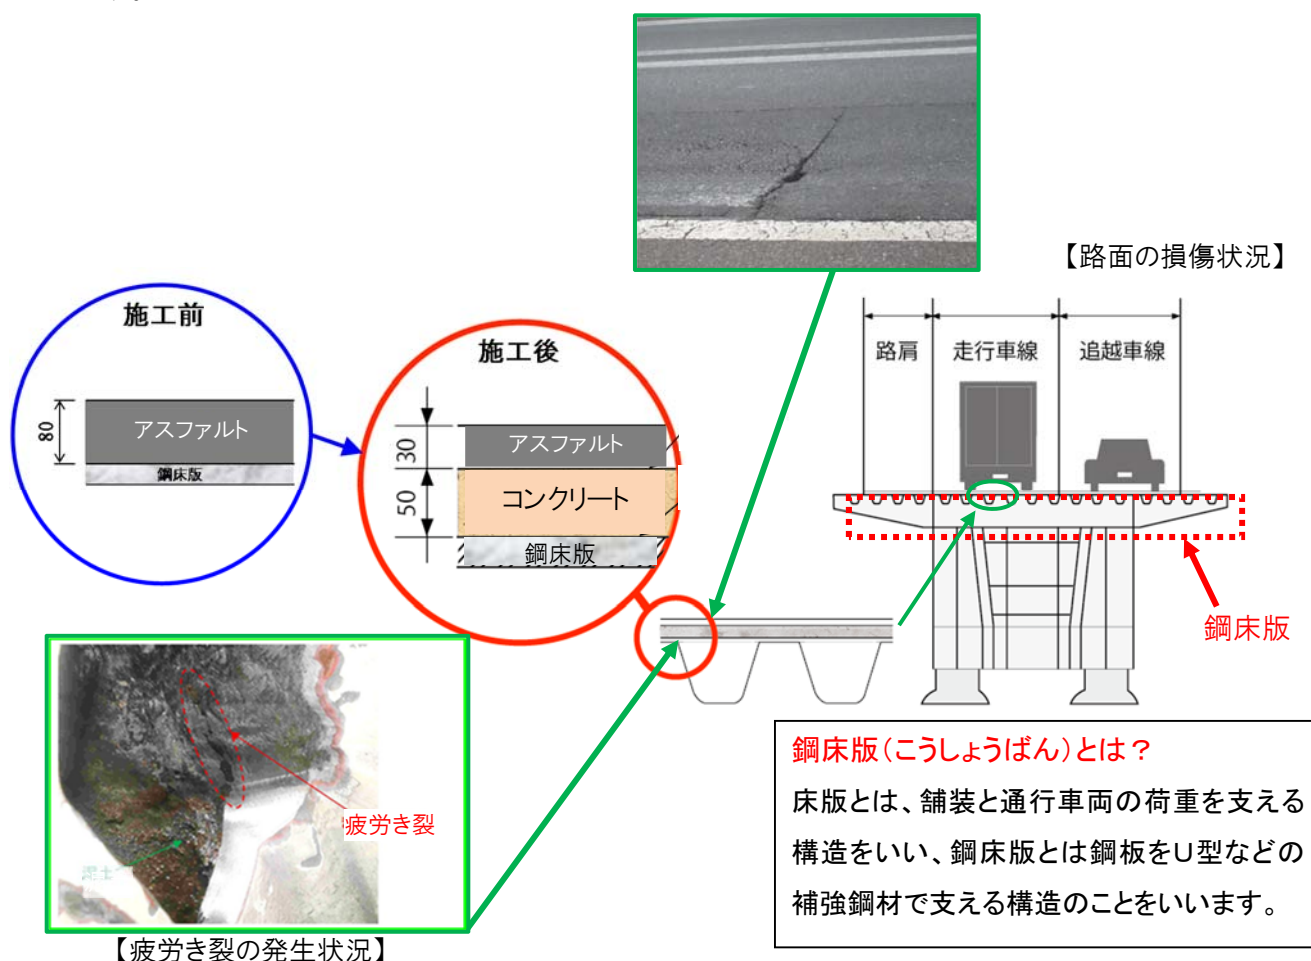 【路面の損傷状況】
施工前
80
アスファルト
鋼床版
施工後
30
アスファルト
50
コンクリート
鋼床版
路肩
走行車線
追越車線
鋼床版
疲労き裂
泥土
【疲労き裂の発生状況】
鋼床版(こうしょうばん)とは?
床版とは、舗装と通行車両の荷重を支える
構造をいい、鋼床版とは鋼板をU型などの
補強鋼材で支える構造のことをいいます。